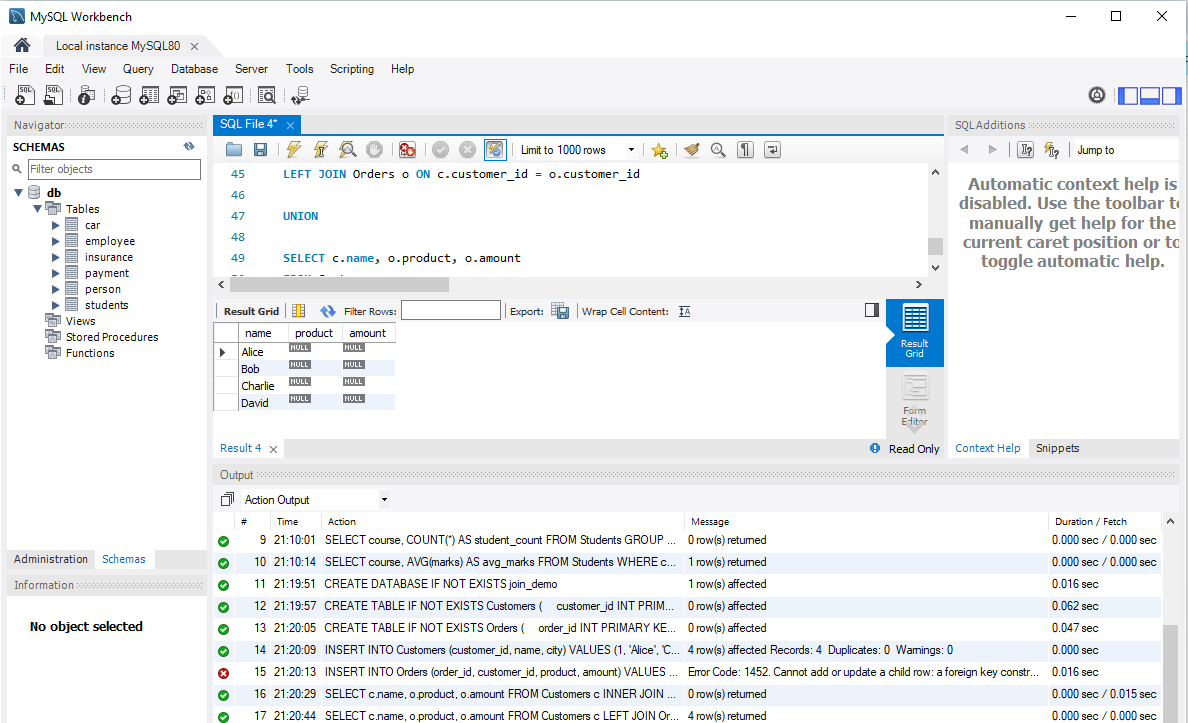 MySQL Workbench
Local instance MySQL80
File Edit View Query Database Server Tools Scripting Help
Navigator
SCHEMAS
Filter objects
db
Tables
car
employee
insurance
payment
person
students
Views
Stored Procedures
Functions
Administration Schemas
Information
No object selected
SQL File 4*
Limit to 1000 rows
45 LEFT JOIN Orders o ON c.customer_id = o.customer_id
46
47 UNION
48
49 SELECT c.name, o.product, o.amount
Result Grid Filter Rows: Export: Wrap Cell Content:
name product amount
Alice NULL NULL
Bob NULL NULL
Charlie NULL NULL
David NULL NULL
Result Grid
Form Editor
Result 4
Read Only
SQLAdditions
Jump to
Automatic context help is
disabled. Use the toolbar to
manually get help for the
current caret position or to
toggle automatic help.
Context Help Snippets
Output
Action Output
# Time Action Message Duration / Fetch
9 21:10:01 SELECT course, COUNT(*) AS student_count FROM Students GROUP ... 0 row(s) returned 0.000 sec / 0.000 sec
10 21:10:14 SELECT course, AVG(marks) AS avg_marks FROM Students WHERE c... 1 row(s) returned 0.000 sec / 0.000 sec
11 21:19:51 CREATE DATABASE IF NOT EXISTS join_demo 1 row(s) affected 0.016 sec
12 21:19:57 CREATE TABLE IF NOT EXISTS Customers ( customer_id INT PRIM... 0 row(s) affected 0.062 sec
13 21:20:05 CREATE TABLE IF NOT EXISTS Orders ( order_id INT PRIMARY KE... 0 row(s) affected 0.047 sec
14 21:20:09 INSERT INTO Customers (customer_id, name, city) VALUES (1, 'Alice', 'C... 4 row(s) affected Records: 4 Duplicates: 0 Warnings: 0 0.000 sec
15 21:20:13 INSERT INTO Orders (order_id, customer_id, product, amount) VALUES ... Error Code: 1452. Cannot add or update a child row: a foreign key constr... 0.016 sec
16 21:20:29 SELECT c.name, o.product, o.amount FROM Customers c INNER JOIN ... 0 row(s) returned 0.000 sec / 0.015 sec
17 21:20:44 SELECT c.name, o.product, o.amount FROM Customers c LEFT JOIN Or... 4 row(s) returned 0.000 sec / 0.000 sec